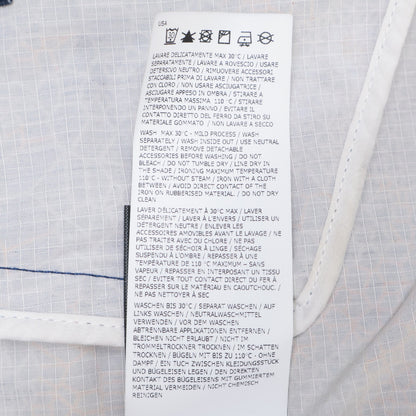 USA
LAVARE DELICATAMENTE MAX 30°C / LAVARE
SEPARATAMENTE / LAVARE A ROVESCIO / USARE
DETERSIVO NEUTRO / RIMUOVERE ACCESSORI
STACCABILI PRIMA DI LAVARE / NON TRATTARE
CON CLORO / NON USARE ASCIUGATRICE /
ASCIUGARE APPESO IN OMBRA / STIRARE A
TEMPERATURA MASSIMA 110 °C / STIRARE
INTERPONENDO UN PANNO / EVITARE IL
CONTATTO DIRETTO DEL FERRO DA STIRO SU
MATERIALE GOMMATO / NON LAVARE A SECCO
WASH MAX 30°C - MILD PROCESS / WASH
SEPARATELY / WASH INSIDE OUT / USE NEUTRAL
DETERGENT / REMOVE DETACHABLE
ACCESSORIES BEFORE WASHING / DO NOT
BLEACH / DO NOT TUMBLE DRY / LINE DRY IN
THE SHADE / IRONING MAXIMUM TEMPERATURE
110°C - WITHOUT STEAM / IRON WITH A CLOTH
BETWEEN / AVOID DIRECT CONTACT OF THE
IRON ON RUBBERISED MATERIAL. / DO NOT DRY
CLEAN
LAVER DÉLICATEMENT À 30°C MAX / LAVER
SÉPARÉMENT / LAVER À L'ENVERS / UTILISER UN
DÉTERGENT NEUTRE / ENLEVER LES
ACCESSOIRES AMOVIBLES AVANT LE LAVAGE / NE
PAS TRAITER AVEC DU CHLORE / NE PAS
UTILISER DE SÉCHOIR À LINGE / SÉCHAGE
SUSPENDU À L'OMBRE / REPASSER À UNE
TEMPÉRATURE DE 110 °C MAXIMUM - SANS
VAPEUR / REPASSER EN INTERPOSANT UN TISSU
SEC / EVITER TOUT CONTACT DIRECT DU FER À
REPASSER SUR LE MATÉRIAU EN CAOUTCHOUC. /
NE PAS NETTOYER À SEC
WASCHEN BIS 30°C / SEPARAT WASCHEN / AUF
LINKS WASCHEN / NEUTRALWASCHMITTEL
VERWENDEN / VOR DEM WASCHEN
ABTRENNBARE APPLIKATIONEN ENTFERNEN /
BLEICHEN NICHT ERLAUBT / NICHT IM
TROMMELTROCKNER TROCKNEN / IM SCHATTEN
TROCKNEN / BÜGELN MIT BIS ZU 110°C - OHNE
DAMPF / EIN TUCH ZWISCHEN BÜGELEISEN UND
KLEIDUNGSSTÜCK LEGEN / DEN DIREKTEN
KONTAKT DES BÜGELEISENS MIT GUMMIERTEM
MATERIAL VERMEIDEN / NICHT CHEMISCH
REINIGEN